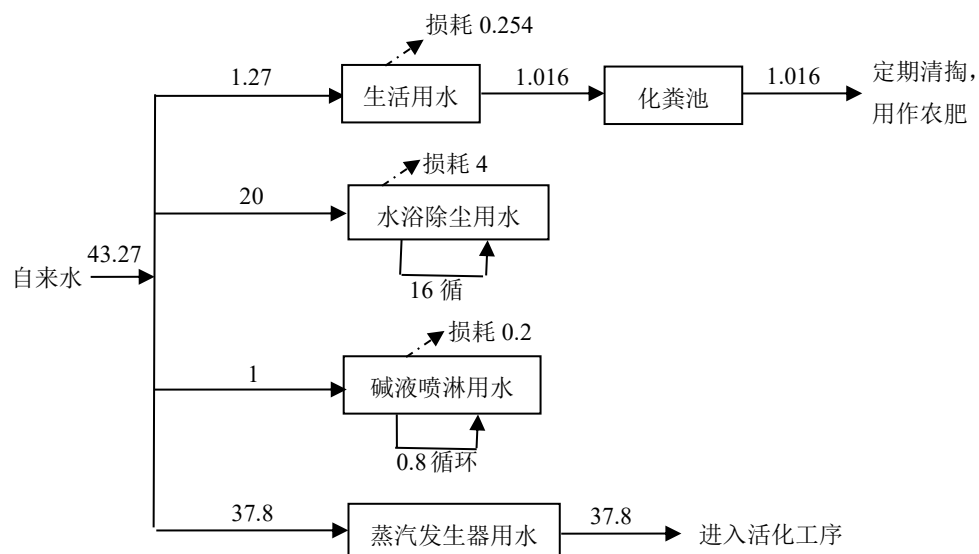 损耗 0.254
1.27
生活用水
1.016
化粪池
1.016
定期清掏，
用作农肥
损耗 4
20
水浴除尘用水
16 循
43.27
自来水
损耗 0.2
1
碱液喷淋用水
0.8 循环
37.8
蒸汽发生器用水
37.8
进入活化工序